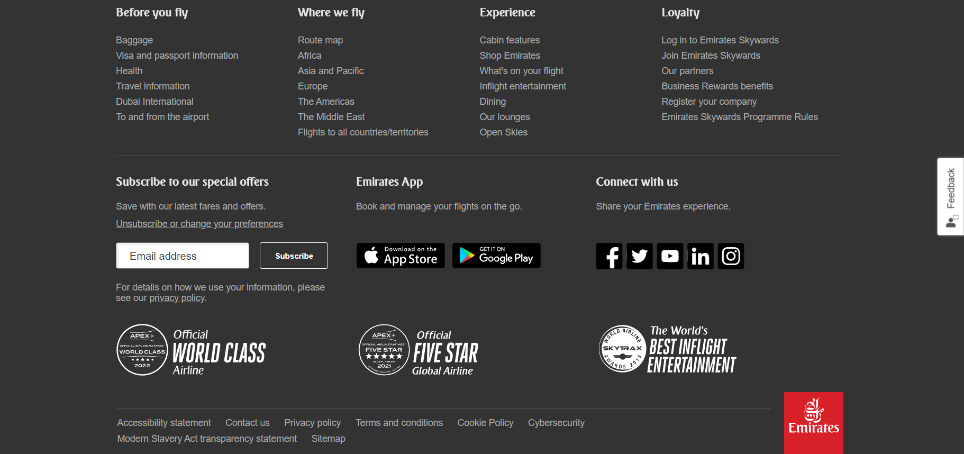 Before you fly
Baggage
Visa and passport information
Health
Travel information
Dubai International
To and from the airport
Where we fly
Route map
Africa
Asia and Pacific
Europe
The Americas
The Middle East
Flights to all countries/territories
Experience
Cabin features
Shop Emirates
What's on your flight
Inflight entertainment
Dining
Our lounges
Open Skies
Loyalty
Log in to Emirates Skywards
Join Emirates Skywards
Our partners
Business Rewards benefits
Register your company
Emirates Skywards Programme Rules
Feedback
Subscribe to our special offers
Save with our latest fares and offers.
Unsubscribe or change your preferences
Email address
Subscribe
For details on how we use your information, please
see our privacy policy.
Emirates App
Book and manage your flights on the go.
Download on the
App Store
GET IT ON
Google Play
Connect with us
Share your Emirates experience.
APEX
WORLD CLASS
2022
Official
WORLD CLASS
Airline
APEX
FIVE STAR
2021
Official
FIVE STAR
Global Airline
WORLD AIRLINE
SKYTRAX
AWARDS
The World's
BEST INFLIGHT
ENTERTAINMENT
Accessibility statement
Contact us
Privacy policy
Terms and conditions
Cookie Policy
Cybersecurity
Modern Slavery Act transparency statement
Sitemap
Emirates